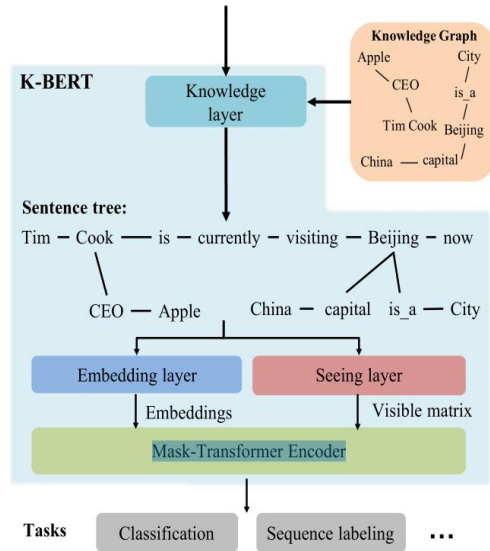 Knowledge Graph
Apple
City
CEO
is_a
Tim Cook
Beijing
China
capital
K-BERT
Knowledge
layer
Sentence tree:
Tim Cook is currently visiting Beijing now
CEO Apple China capital is_a City
Embedding layer
Seeing layer
Embeddings
Visible matrix
Mask-Transformer Encoder
Tasks
Classification
Sequence labeling
...